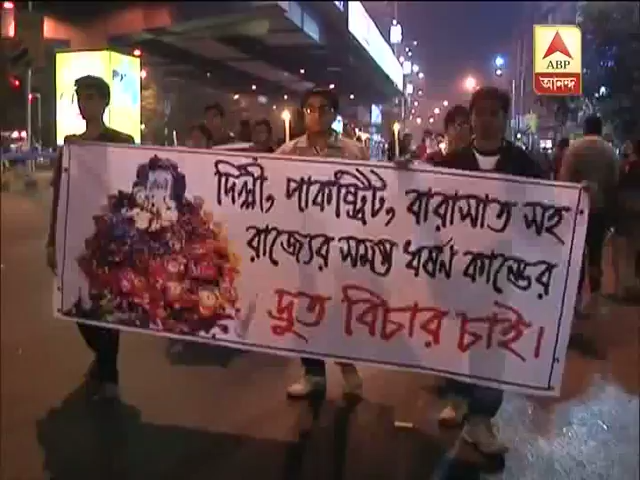 ABP
আনন্দ
দিল্লী, পার্কস্ট্রিট, বারাসাত সহ
রাজ্যের সমস্ত ধর্ষণ কান্ডের
দ্রুত বিচার চাই।